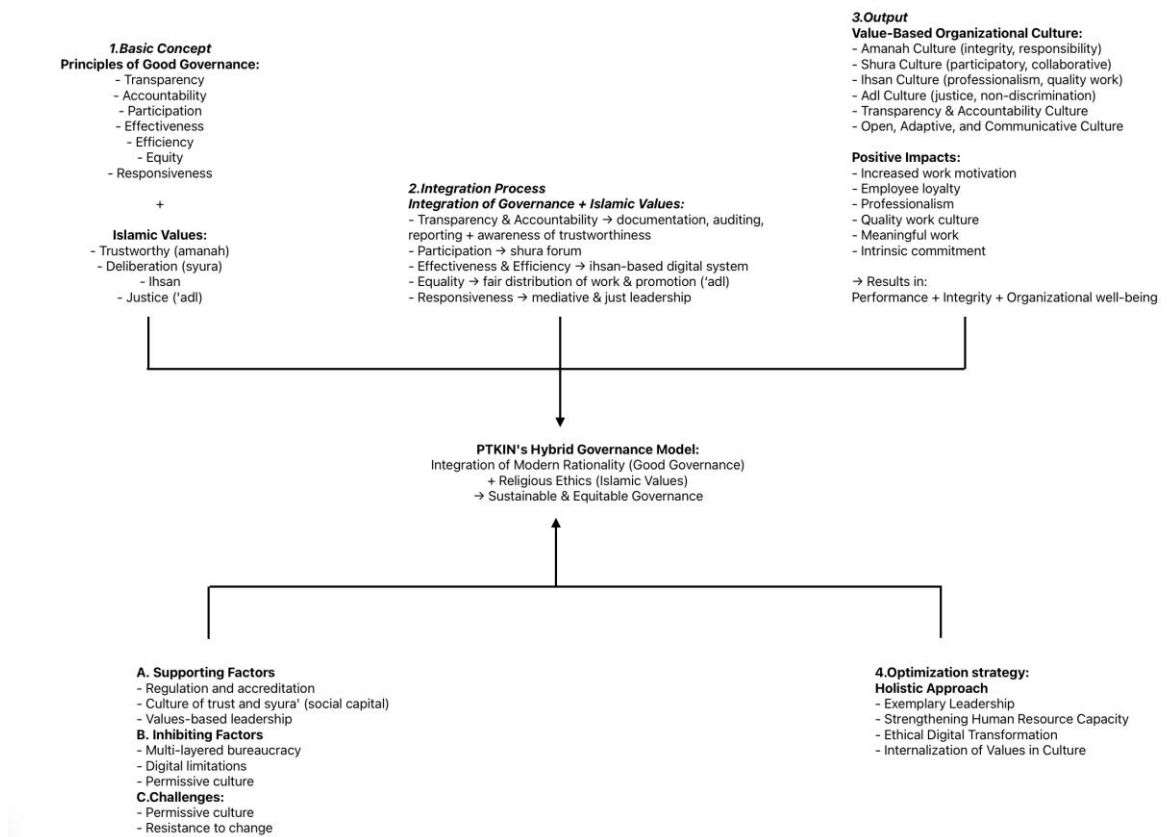 1.Basic Concept
Principles of Good Governance:
- Transparency
- Accountability
- Participation
- Effectiveness
- Efficiency
- Equity
- Responsiveness
+
Islamic Values:
- Trustworthy (amanah)
- Deliberation (syura)
- Ihsan
- Justice ('adl)
2.Integration Process
Integration of Governance + Islamic Values:
- Transparency & Accountability → documentation, auditing,
reporting + awareness of trustworthiness
- Participation → shura forum
- Effectiveness & Efficiency → ihsan-based digital system
- Equality → fair distribution of work & promotion (‘adl)
- Responsiveness → mediative & just leadership
3.Output
Value-Based Organizational Culture:
- Amanah Culture (integrity, responsibility)
- Shura Culture (participatory, collaborative)
- Ihsan Culture (professionalism, quality work)
- Adl Culture (justice, non-discrimination)
- Transparency & Accountability Culture
- Open, Adaptive, and Communicative Culture
Positive Impacts:
- Increased work motivation
- Employee loyalty
- Professionalism
- Quality work culture
- Meaningful work
- Intrinsic commitment
→ Results in:
Performance + Integrity + Organizational well-being
PTKIN's Hybrid Governance Model:
Integration of Modern Rationality (Good Governance)
+ Religious Ethics (Islamic Values)
→ Sustainable & Equitable Governance
A. Supporting Factors
- Regulation and accreditation
- Culture of trust and syura' (social capital)
- Values-based leadership
B. Inhibiting Factors
- Multi-layered bureaucracy
- Digital limitations
- Permissive culture
C.Challenges:
- Permissive culture
- Resistance to change
4.Optimization strategy:
Holistic Approach
- Exemplary Leadership
- Strengthening Human Resource Capacity
- Ethical Digital Transformation
- Internalization of Values in Culture